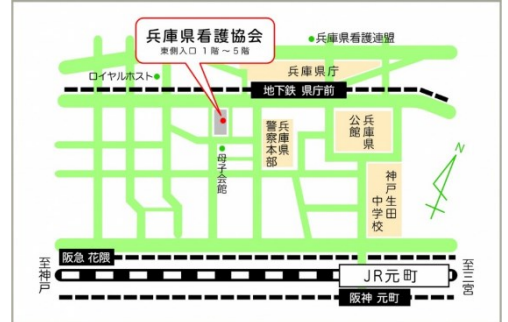 兵庫県看護協会
東側入口 1階～5階
兵庫県看護連盟
ロイヤルホスト
兵庫県庁
地下鉄 県庁前
兵庫県
公館
兵庫県
警察本部
母子会館
神戸生田
中学校
N
阪急 花隈
至神戸
至三宮
JR元町
阪神 元町